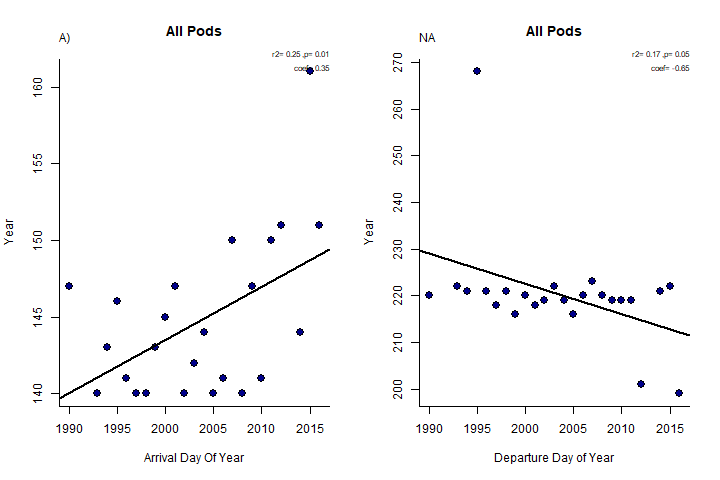 All Pods
A)
r2= 0.25 ,p= 0.01
coef= 0.35
160
155
150
145
140
Year
1990 1995 2000 2005 2010 2015
Arrival Day Of Year
All Pods
NA
r2= 0.17 ,p= 0.05
coef= -0.65
270
260
250
240
230
220
210
200
Year
1990 1995 2000 2005 2010 2015
Departure Day of Year